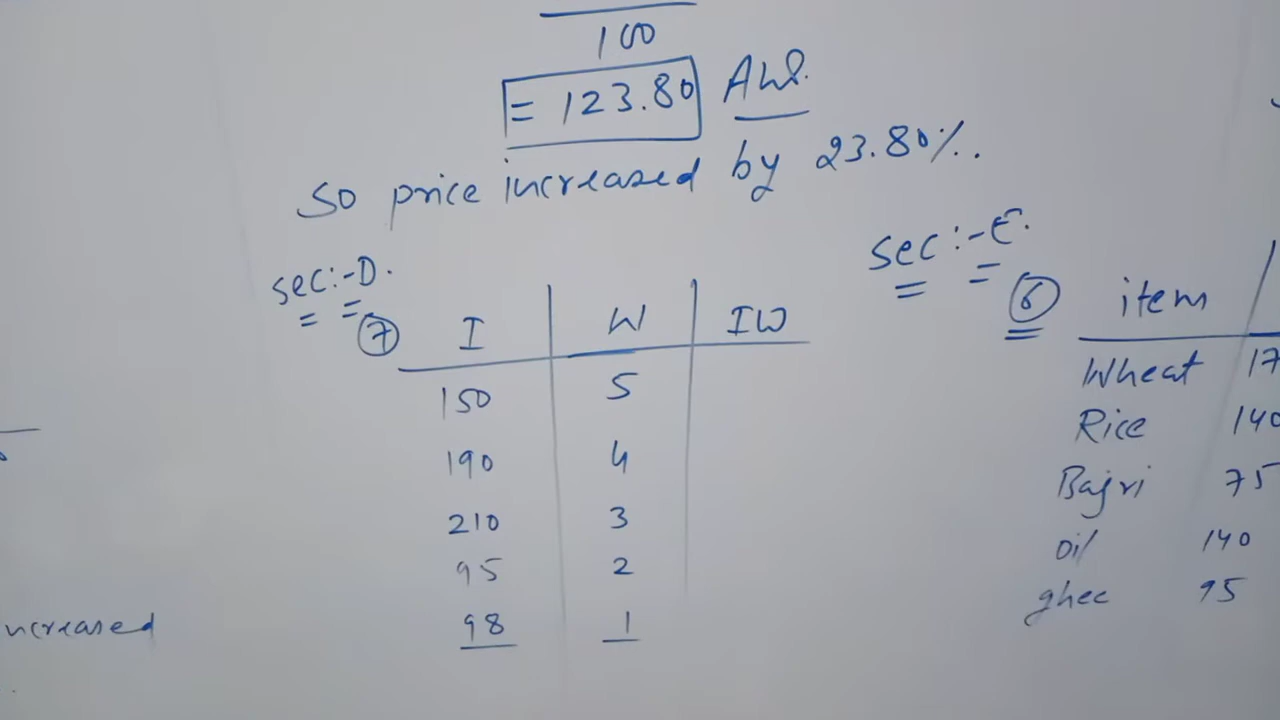 100
= 123.80 Ans.
So price increased by 23.80%.
Sec:-D.
7 I W IW
150 5
190 4
210 3
95 2
98 1
Sec:-E.
6 item
Wheat 17
Rice 140
Bajri 75
oil 140
ghee 95
ncreased